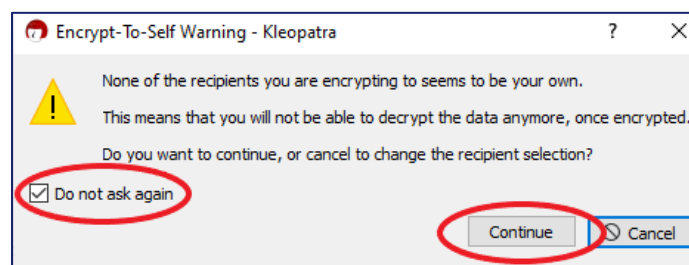 Encrypt-To-Self Warning - Kleopatra ? X
None of the recipients you are encrypting to seems to be your own.
This means that you will not be able to decrypt the data anymore, once encrypted.
Do you want to continue, or cancel to change the recipient selection?
Do not ask again
Continue Cancel